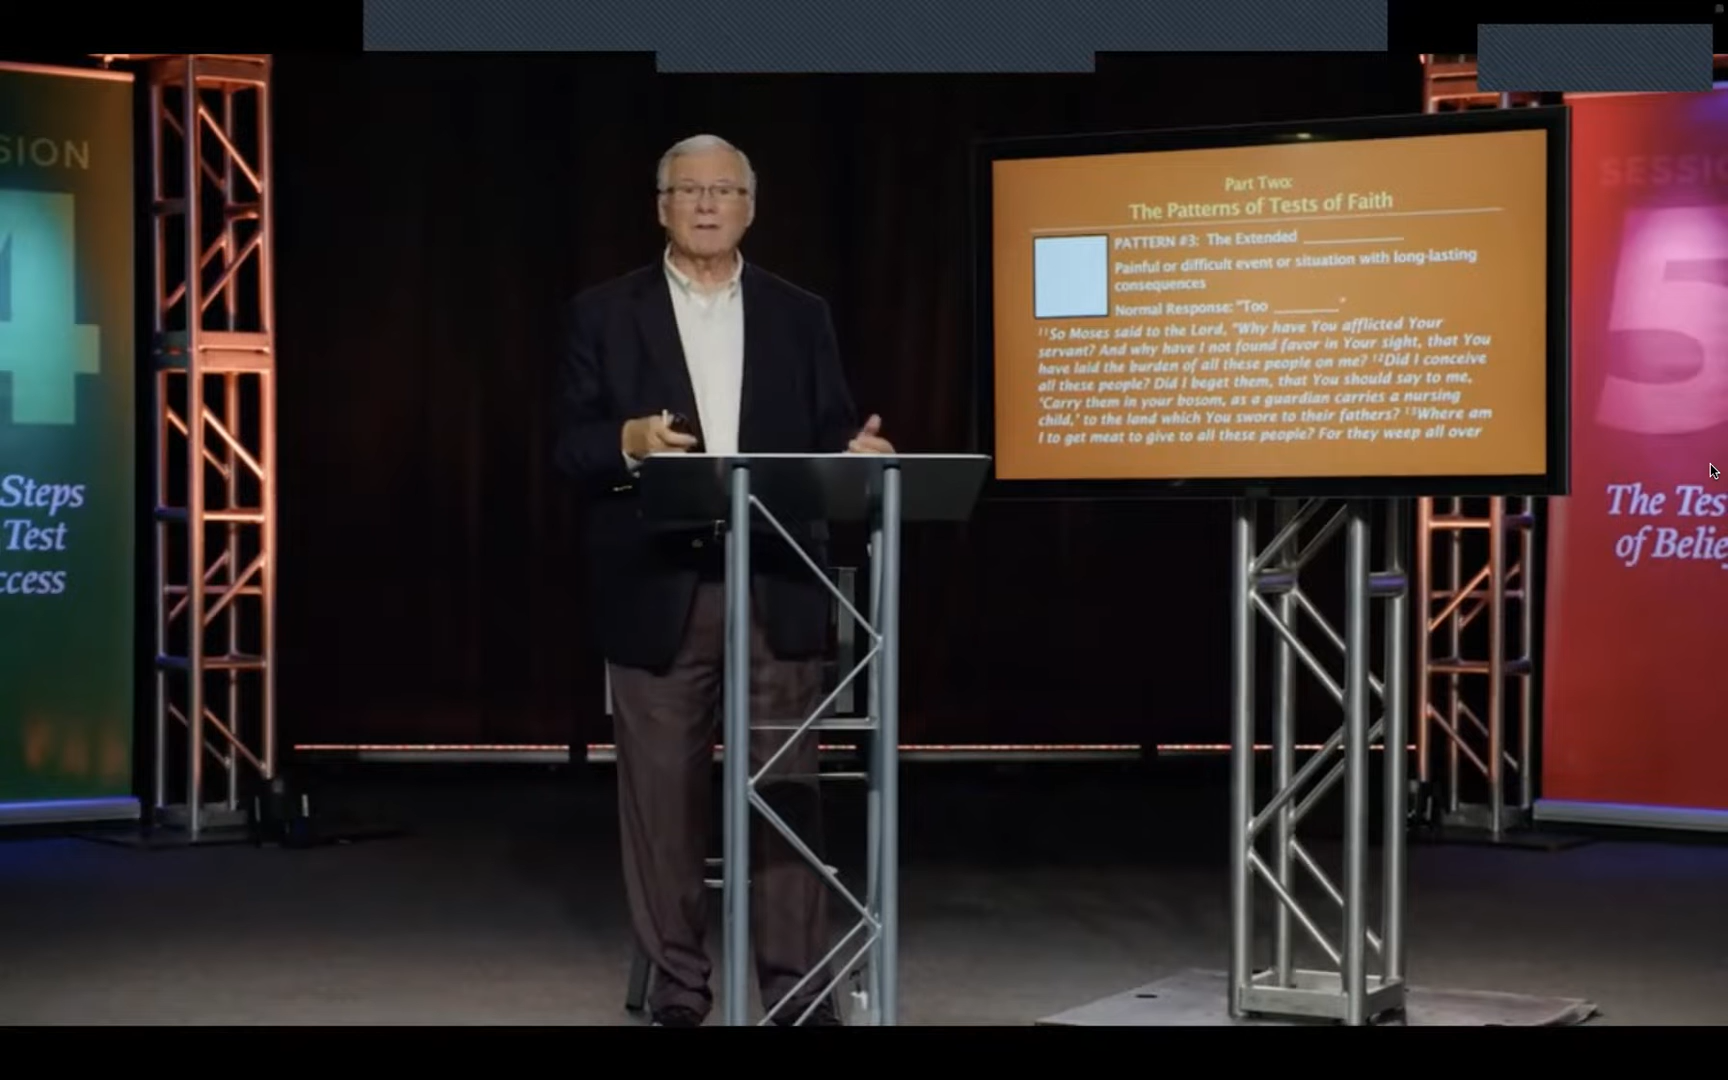 SION
4
Steps
Test
ccess
Part Two:
The Patterns of Tests of Faith
PATTERN #3: The Extended __________
Painful or difficult event or situation with long-lasting
consequences
Normal Response: "Too ________"
¹¹So Moses said to the Lord, "Why have You afflicted Your
servant? And why have I not found favor in Your sight, that You
have laid the burden of all these people on me? ¹²Did I conceive
all these people? Did I beget them, that You should say to me,
'Carry them in your bosom, as a guardian carries a nursing
child,' to the land which You swore to their fathers? ¹³Where am
I to get meat to give to all these people? For they weep all over
SESSIO
5
The Tes
of Belie